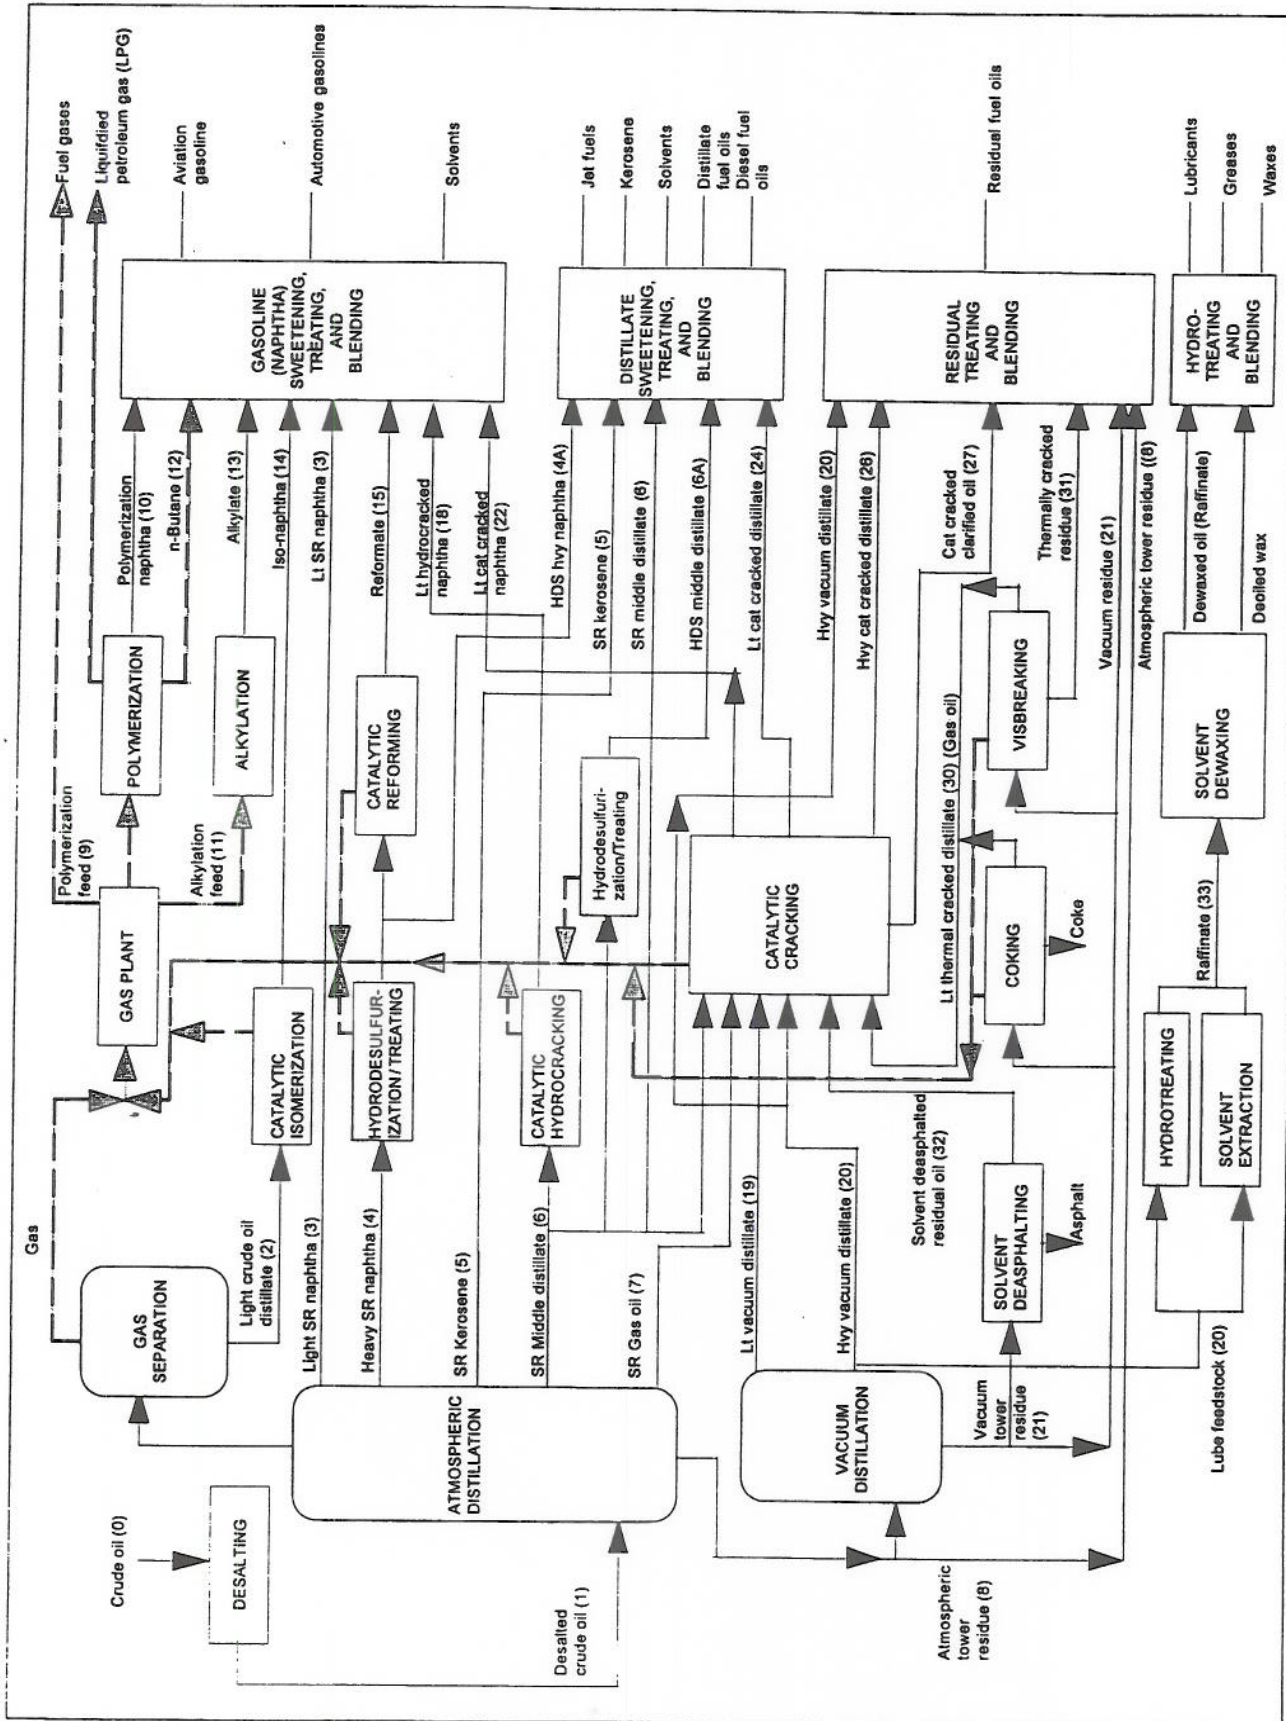 Gas
Fuel gases
Liquifdied
petroleum gas (LPG)
Aviation
gasoline
Automotive gasolines
Solvents
Jet fuels
Kerosene
Solvents
Distillate
fuel oils
Diesel fuel
oils
Residual fuel oils
Lubricants
Greases
Waxes
GASOLINE
(NAPHTHA)
SWEETENING,
TREATING,
AND
BLENDING
DISTILLATE
SWEETENING,
TREATING,
AND
BLENDING
RESIDUAL
TREATING
AND
BLENDING
HYDRO-
TREATING
AND
BLENDING
Polymerization
naphtha (10)
n-Butane (12)
Alkylate (13)
Iso-naphtha (14)
Lt SR naphtha (3)
Reformate (15)
Lt hydrocracked
naphtha (18)
Lt cat cracked
naphtha (22)
HDS hvy naphtha (4A)
SR kerosene (5)
SR middle distillate (6)
HDS middle distillate (6A)
Lt cat cracked distillate (24)
Hvy vacuum distillate (20)
Hvy cat cracked distillate (26)
Cat cracked
clarified oil (27)
Thermally cracked
residue (31)
Vacuum residue (21)
Atmospheric tower residue ((8)
Dewaxed oil (Raffinate)
Deoiled wax
Polymerization
feed (9)
POLYMERIZATION
ALKYLATION
Alkylation
feed (11)
GAS PLANT
CATALYTIC
REFORMING
Hydrodesulfuri-
zation/Treating
CATALYTIC
CRACKING
Lt thermal cracked distillate (30) (Gas oil)
VISBREAKING
COKING
Coke
SOLVENT
DEWAXING
Raffinate (33)
GAS
SEPARATION
Light crude oil
distillate (2)
CATALYTIC
ISOMERIZATION
Light SR naphtha (3)
Heavy SR naphtha (4)
HYDRODESULFUR-
IZATION/TREATING
SR Kerosene (5)
SR Middle distillate (6)
CATALYTIC
HYDROCRACKING
SR Gas oil (7)
Lt vacuum distillate (19)
Hvy vacuum distillate (20)
Solvent deasphalted
residual oil (32)
SOLVENT
DEASPHALTING
Asphalt
HYDROTREATING
SOLVENT
EXTRACTION
Vacuum
tower
residue
(21)
Lube feedstock (20)
ATMOSPHERIC
DISTILLATION
VACUUM
DISTILLATION
Crude oil (0)
DESALTING
Desalted
crude oil (1)
Atmospheric
tower
residue (8)